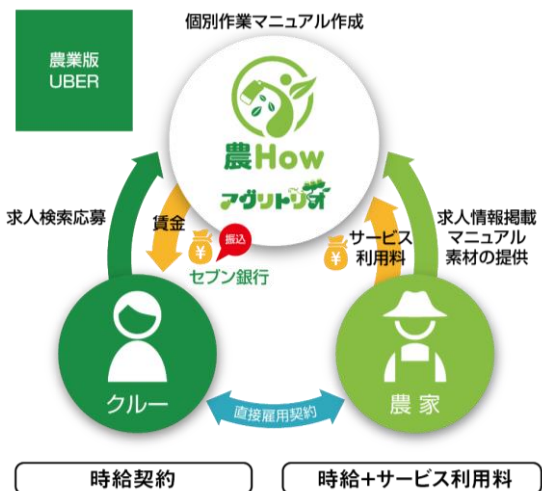 個別作業マニュアル作成
農業版
UBER
農How
アグリトリオ
求人検索応募
賃金
¥
振込
セブン銀行
¥
サービス
利用料
求人情報掲載
マニュアル
素材の提供
クルー
直接雇用契約
農家
時給契約
時給+サービス利用料